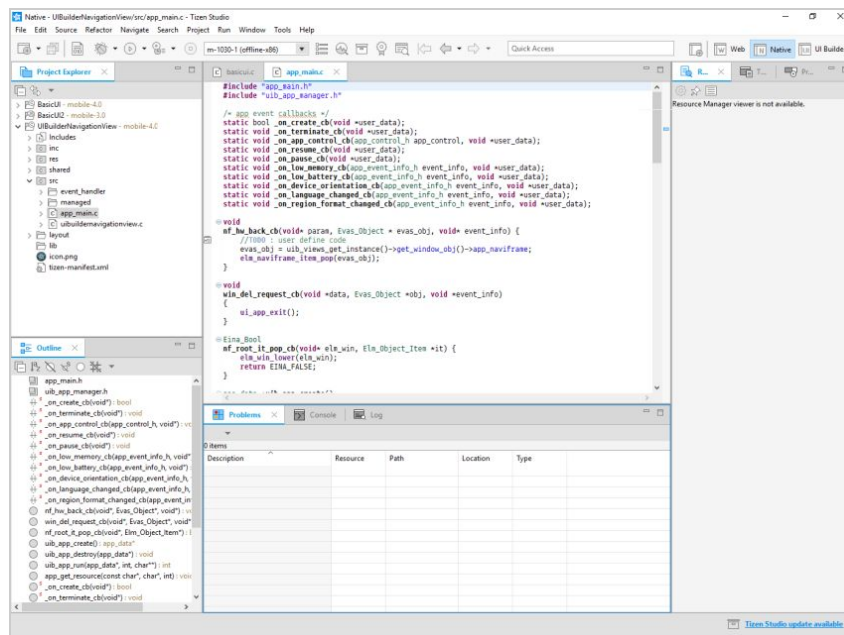 Native - UIBuilderNavigationView/src/app_main.c - Tizen Studio
File Edit Source Refactor Navigate Search Project Run Window Tools Help
m-1030-1 (offline-x86)
Quick Access
Web
Native
UI Builde
Project Explorer
BasicUI - mobile-4.0
BasicUI2 - mobile-3.0
UIBuilderNavigationView - mobile-4.0
Includes
inc
res
shared
src
event_handler
managed
app_main.c
uibuildernavigationview.c
layout
lib
icon.png
tizen-manifest.xml
basicui.c
app_main.c
#include "app_main.h"
#include "uib_app_manager.h"
/* app event callbacks */
static bool _on_create_cb(void *user_data);
static void _on_terminate_cb(void *user_data);
static void _on_app_control_cb(app_control_h app_control, void *user_data);
static void _on_resume_cb(void *user_data);
static void _on_pause_cb(void *user_data);
static void _on_low_memory_cb(app_event_info_h event_info, void *user_data);
static void _on_low_battery_cb(app_event_info_h event_info, void *user_data);
static void _on_device_orientation_cb(app_event_info_h event_info, void *user_data);
static void _on_language_changed_cb(app_event_info_h event_info, void *user_data);
static void _on_region_format_changed_cb(app_event_info_h event_info, void *user_data);
void
nf_hw_back_cb(void* param, Evas_Object * evas_obj, void* event_info) {
//TODO : user define code
evas_obj = uib_views_get_instance()->get_window_obj()->app_naviframe;
elm_naviframe_item_pop(evas_obj);
}
void
win_del_request_cb(void *data, Evas_Object *obj, void *event_info)
{
ui_app_exit();
}
Eina_Bool
nf_root_it_pop_cb(void* elm_win, Elm_Object_Item *it) {
elm_win_lower(elm_win);
return EINA_FALSE;
}
R...
T...
Pr...
Resource Manager viewer is not available.
Outline
app_main.h
uib_app_manager.h
_on_create_cb(void*) : bool
_on_terminate_cb(void*) : void
_on_app_control_cb(app_control_h, void*) : vo
_on_resume_cb(void*) : void
_on_pause_cb(void*) : void
_on_low_memory_cb(app_event_info_h, void*
_on_low_battery_cb(app_event_info_h, void*)
_on_device_orientation_cb(app_event_info_h,
_on_language_changed_cb(app_event_info_h,
_on_region_format_changed_cb(app_event_in
nf_hw_back_cb(void*, Evas_Object*, void*) : v
win_del_request_cb(void*, Evas_Object*, void*
nf_root_it_pop_cb(void*, Elm_Object_Item*) : 
uib_app_create() : app_data*
uib_app_destroy(app_data*) : void
uib_app_run(app_data*, int, char**) : int
app_get_resource(const char*, char*, int) : voi
_on_create_cb(void*) : bool
_on_terminate_cb(void*) : void
Problems
Console
Log
0 items
Description Resource Path Location Type
Tizen Studio update available